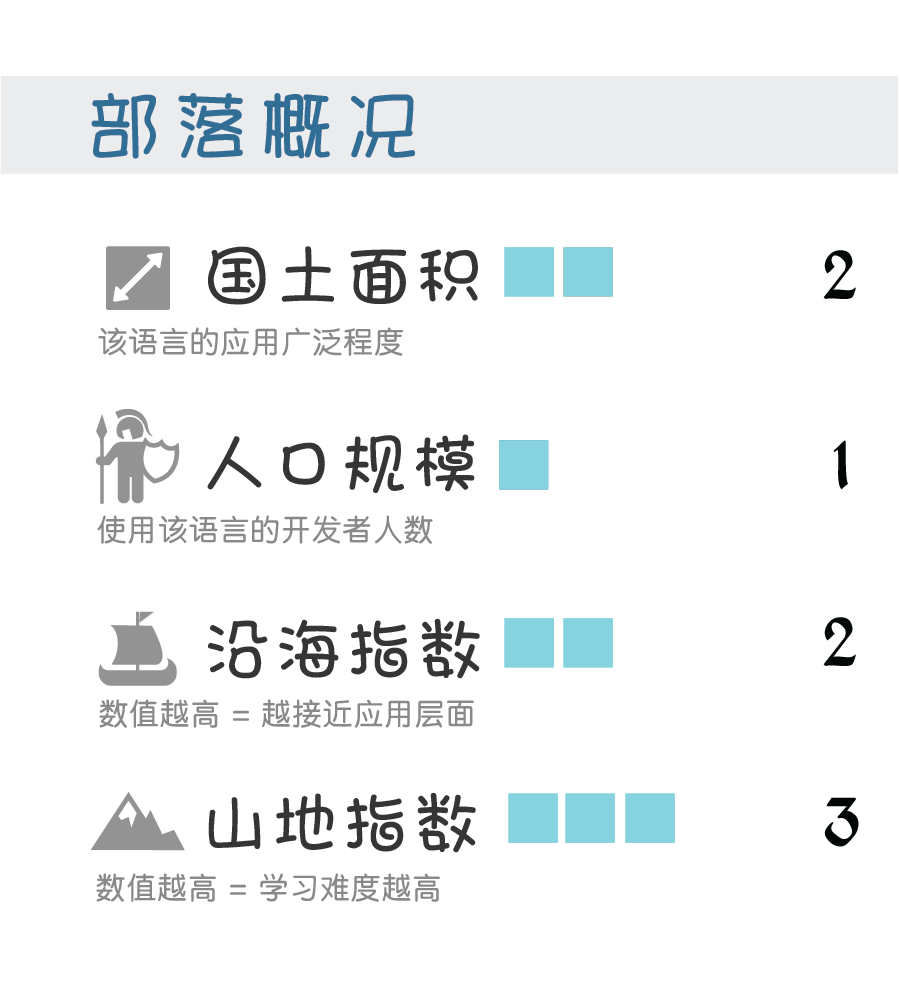 部落概况
国土面积 2
该语言的应用广泛程度
人口规模 1
使用该语言的开发者人数
沿海指数 2
数值越高 = 越接近应用层面
山地指数 3
数值越高 = 学习难度越高